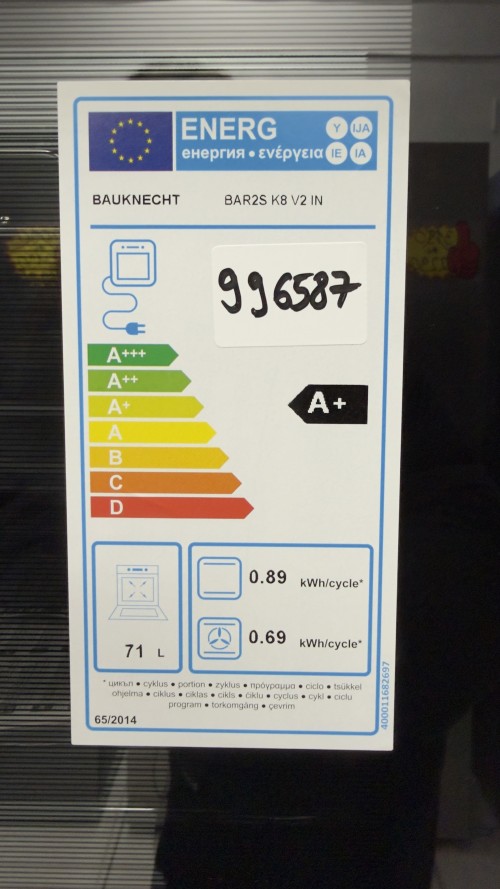 ENERG Y IJA
енергия • ενέργεια IE IA
BAUKNECHT BAR2S K8 V2 IN
996587
A+++
A++
A+
A
B
C
D
A+
0.89 kWh/cycle*
71 L
0.69 kWh/cycle*
* цикъл • cyklus • portion • zyklus • πρόγραμμα • ciclo • tsükkel
ohjelma • ciklus • ciklas • cikls • ċiklu • cyclus • cykl • ciclu
program • torkomgång • çevrim
65/2014
400011682697